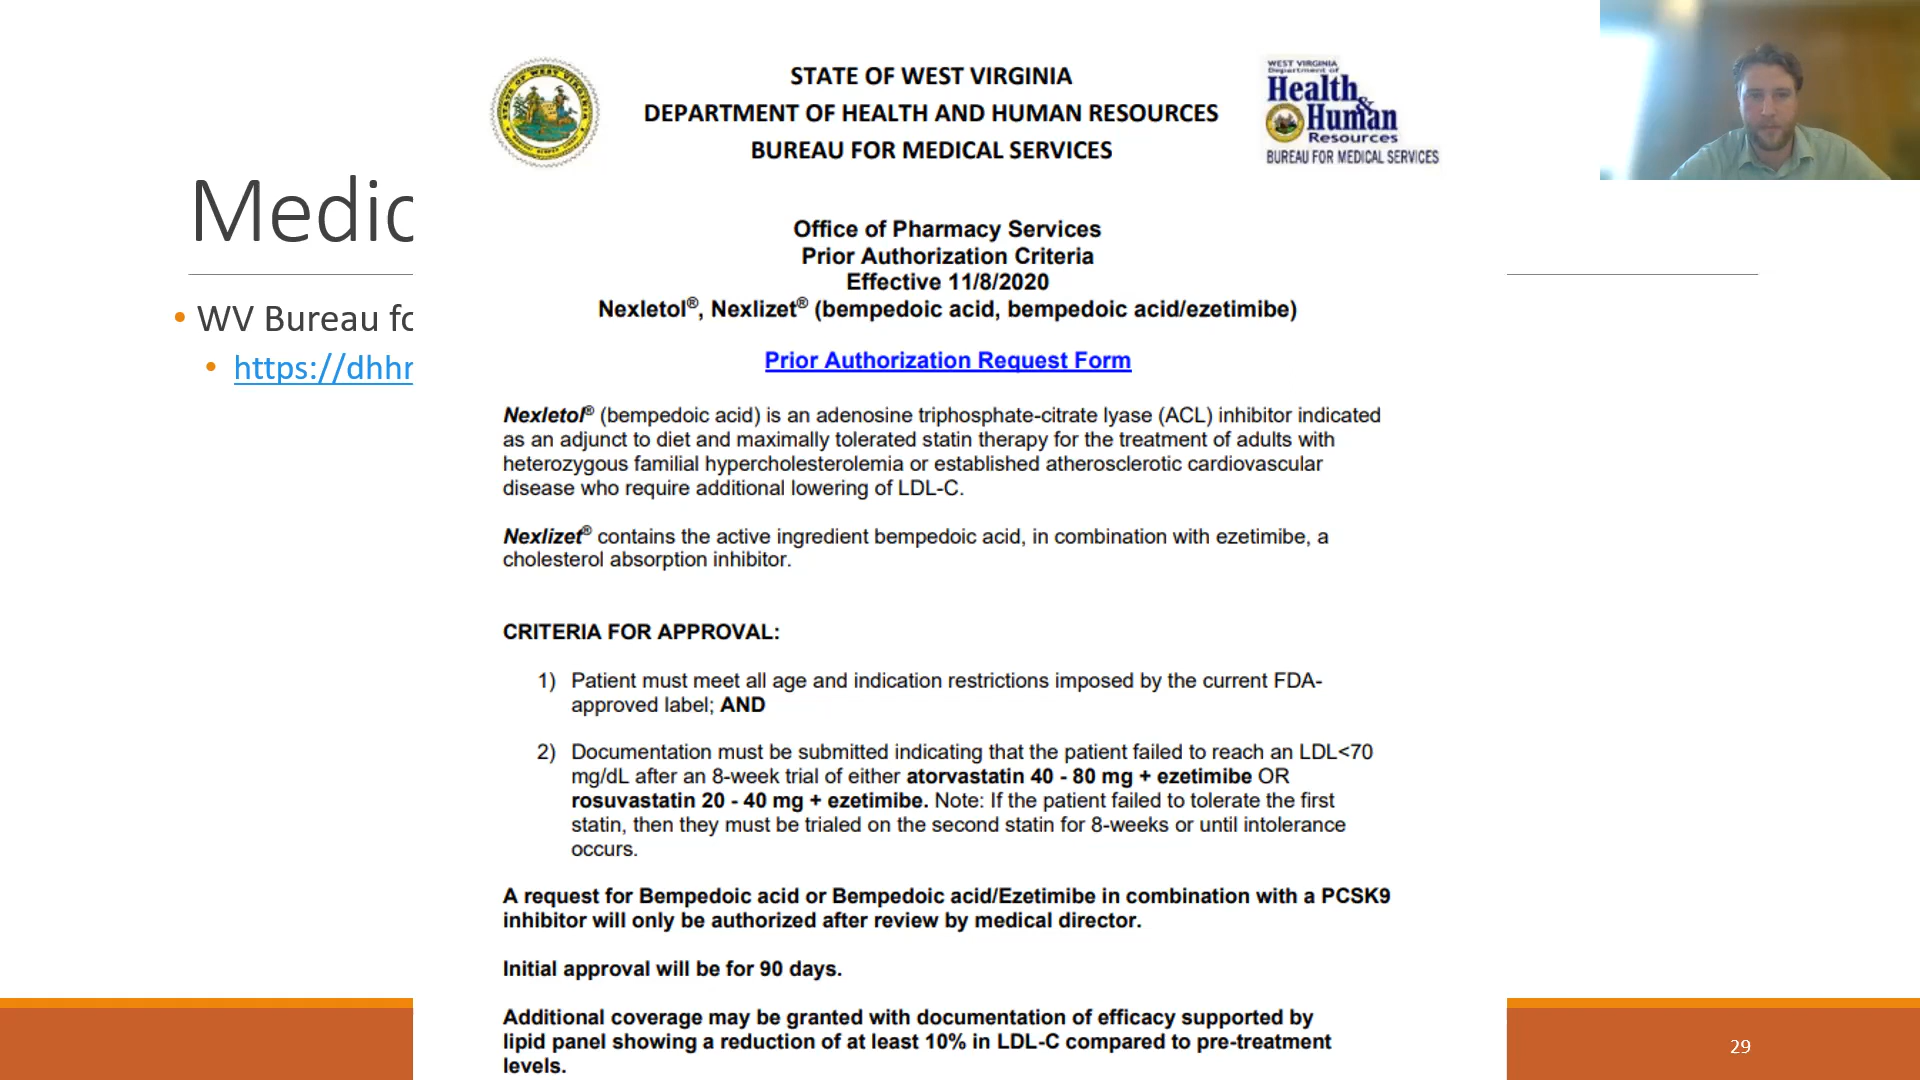 STATE OF WEST VIRGINIA
DEPARTMENT OF HEALTH AND HUMAN RESOURCES
BUREAU FOR MEDICAL SERVICES
WEST VIRGINIA
Department of
Health &
Human
Resources
BUREAU FOR MEDICAL SERVICES
Medic
WV Bureau fo
https://dhhr
Office of Pharmacy Services
Prior Authorization Criteria
Effective 11/8/2020
Nexletol®, Nexlizet® (bempedoic acid, bempedoic acid/ezetimibe)
Prior Authorization Request Form
Nexletol® (bempedoic acid) is an adenosine triphosphate-citrate lyase (ACL) inhibitor indicated
as an adjunct to diet and maximally tolerated statin therapy for the treatment of adults with
heterozygous familial hypercholesterolemia or established atherosclerotic cardiovascular
disease who require additional lowering of LDL-C.
Nexlizet® contains the active ingredient bempedoic acid, in combination with ezetimibe, a
cholesterol absorption inhibitor.
CRITERIA FOR APPROVAL:
1) Patient must meet all age and indication restrictions imposed by the current FDA-
approved label; AND
2) Documentation must be submitted indicating that the patient failed to reach an LDL<70
mg/dL after an 8-week trial of either atorvastatin 40 - 80 mg + ezetimibe OR
rosuvastatin 20 - 40 mg + ezetimibe. Note: If the patient failed to tolerate the first
statin, then they must be trialed on the second statin for 8-weeks or until intolerance
occurs.
A request for Bempedoic acid or Bempedoic acid/Ezetimibe in combination with a PCSK9
inhibitor will only be authorized after review by medical director.
Initial approval will be for 90 days.
Additional coverage may be granted with documentation of efficacy supported by
lipid panel showing a reduction of at least 10% in LDL-C compared to pre-treatment
levels.
29